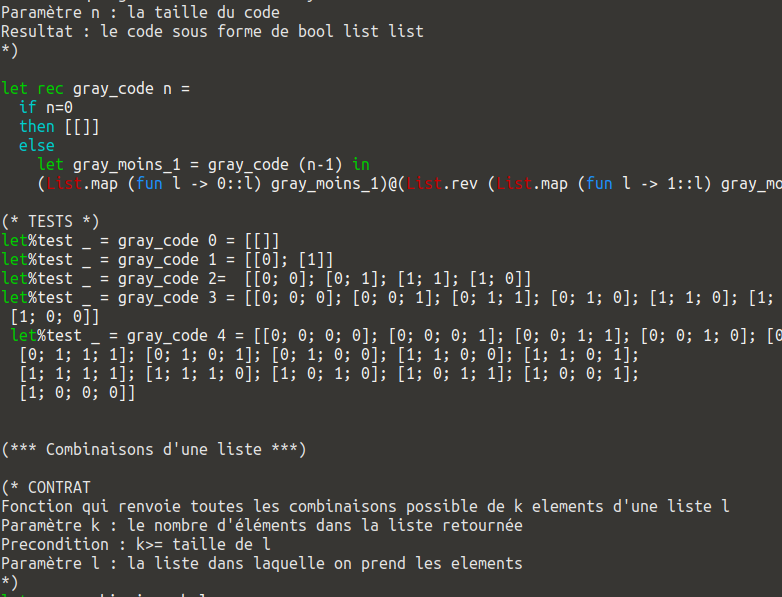 Paramètre n : la taille du code
Resultat : le code sous forme de bool list list
*)
let rec gray_code n =
if n=0
then [[]]
else
let gray_moins_1 = gray_code (n-1) in
(List.map (fun l -> 0::l) gray_moins_1)@(List.rev (List.map (fun l -> 1::l) gray_mo
(* TESTS *)
let%test _ = gray_code 0 = [[]]
let%test _ = gray_code 1 = [[0]; [1]]
let%test _ = gray_code 2=  [[0; 0]; [0; 1]; [1; 1]; [1; 0]]
let%test _ = gray_code 3 = [[0; 0; 0]; [0; 0; 1]; [0; 1; 1]; [0; 1; 0]; [1; 1; 0]; [1;
[1; 0; 0]]
let%test _ = gray_code 4 = [[0; 0; 0; 0]; [0; 0; 0; 1]; [0; 0; 1; 1]; [0; 0; 1; 0]; [0
[0; 1; 1; 1]; [0; 1; 0; 1]; [0; 1; 0; 0]; [1; 1; 0; 0]; [1; 1; 0; 1];
[1; 1; 1; 1]; [1; 1; 1; 0]; [1; 0; 1; 0]; [1; 0; 1; 1]; [1; 0; 0; 1];
[1; 0; 0; 0]]
(*** Combinaisons d'une liste ***)
(* CONTRAT
Fonction qui renvoie toutes les combinaisons possible de k elements d'une liste l
Paramètre k : le nombre d'éléments dans la liste retournée
Precondition : k>= taille de l
Paramètre l : la liste dans laquelle on prend les elements
*)